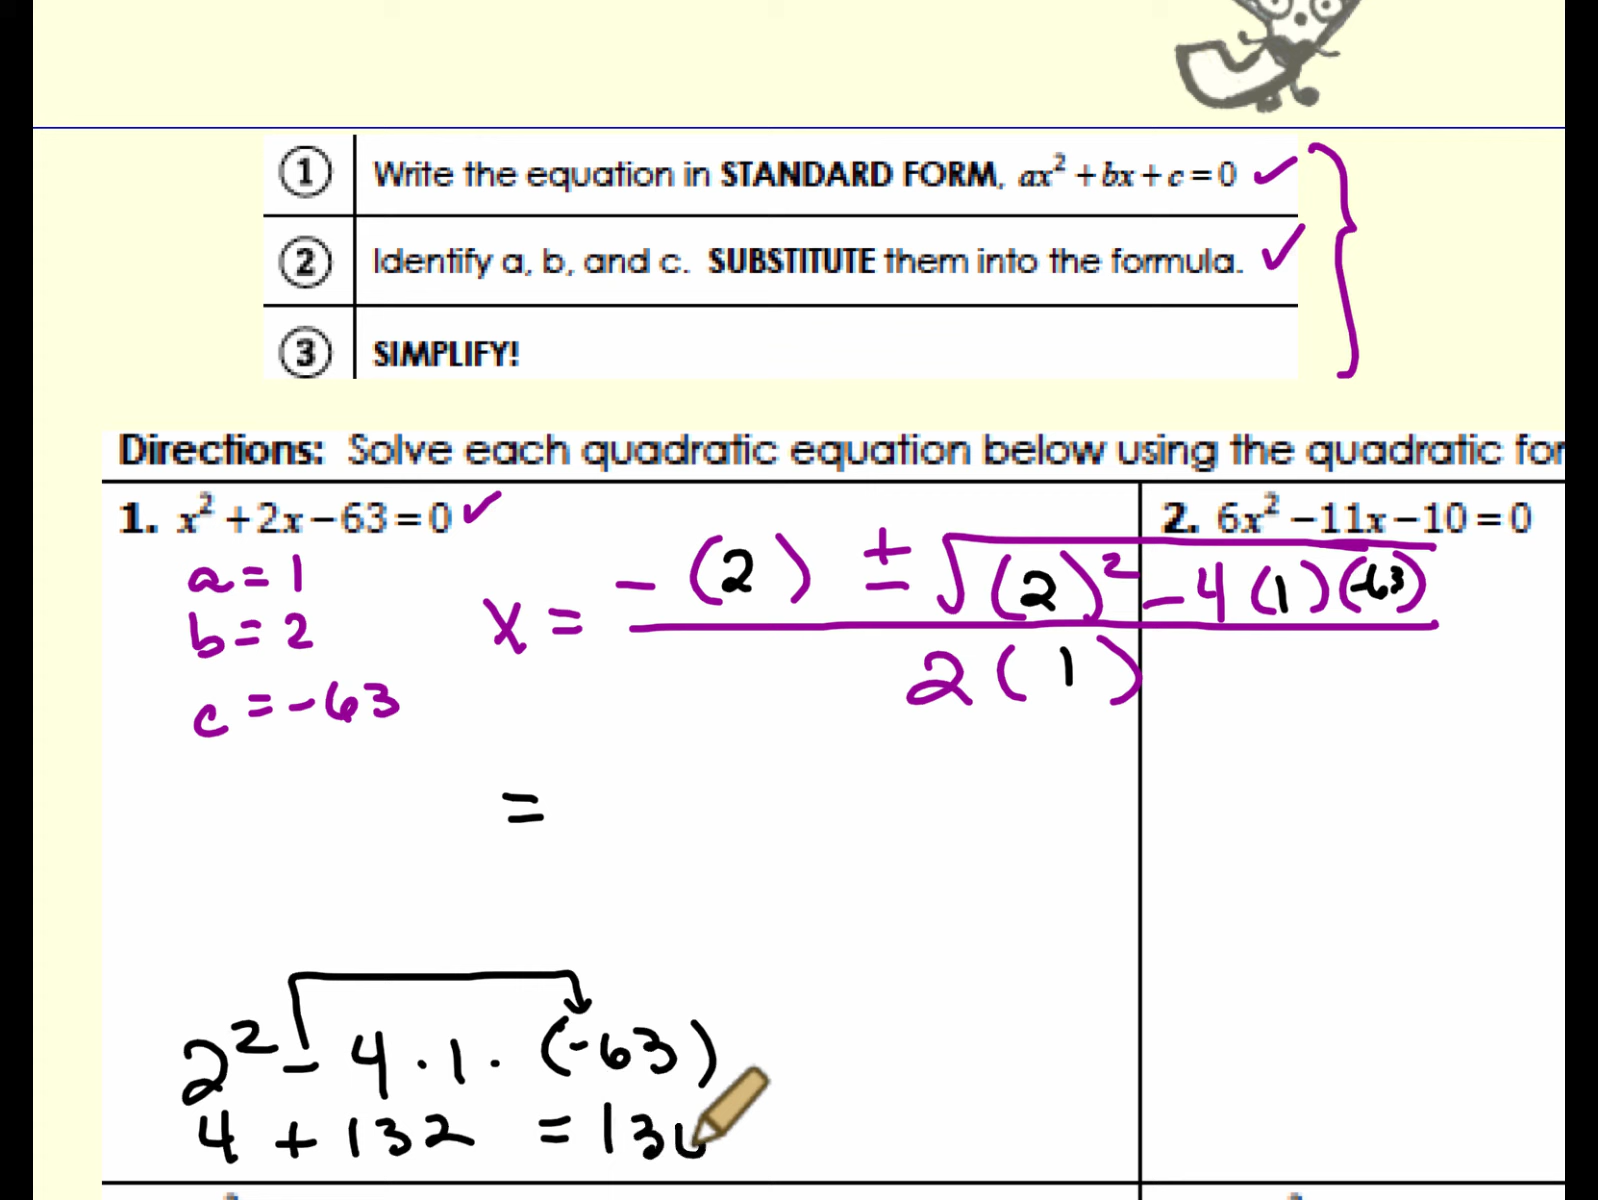 1 Write the equation in STANDARD FORM, ax² + bx + c = 0 ✓
2 Identify a, b, and c. SUBSTITUTE them into the formula. ✓
3 SIMPLIFY!
Directions: Solve each quadratic equation below using the quadratic for
1. x² + 2x − 63 = 0 ✓
a = 1
b = 2
c = -63
x = (-(2) ± √((2)² - 4(1)(-63))) / 2(1)
=
2² - 4 · 1 · (-63)
4 + 132 = 136
2. 6x² − 11x − 10 = 0